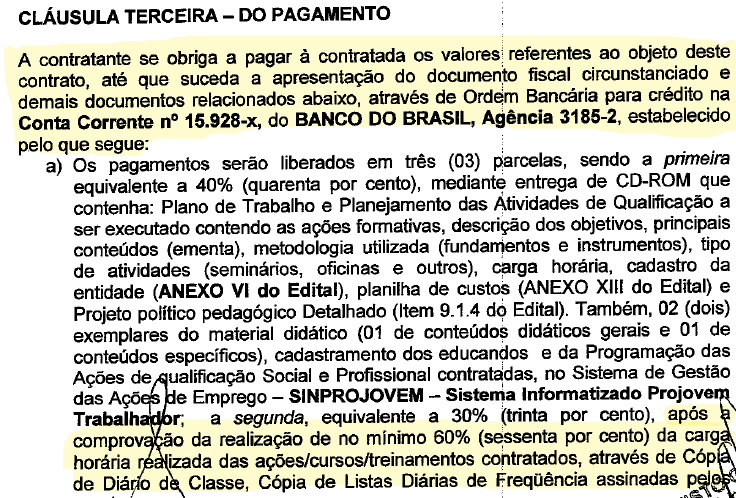 CLÁUSULA TERCEIRA – DO PAGAMENTO
A contratante se obriga a pagar à contratada os valores referentes ao objeto deste
contrato, até que suceda a apresentação do documento fiscal circunstanciado e
demais documentos relacionados abaixo, através de Ordem Bancária para crédito na
Conta Corrente nº 15.928-x, do BANCO DO BRASIL, Agência 3185-2, estabelecido
pelo que segue:
a) Os pagamentos serão liberados em três (03) parcelas, sendo a primeira
equivalente a 40% (quarenta por cento), mediante entrega de CD-ROM que
contenha: Plano de Trabalho e Planejamento das Atividades de Qualificação a
ser executado contendo as ações formativas, descrição dos objetivos, principais
conteúdos (ementa), metodologia utilizada (fundamentos e instrumentos), tipo
de atividades (seminários, oficinas e outros), carga horária, cadastro da
entidade (ANEXO VI do Edital), planilha de custos (ANEXO XIII do Edital) e
Projeto político pedagógico Detalhado (Item 9.1.4 do Edital). Também, 02 (dois)
exemplares do material didático (01 de conteúdos didáticos gerais e 01 de
conteúdos específicos), cadastramento dos educandos e da Programação das
Ações de qualificação Social e Profissional contratadas, no Sistema de Gestão
das Ações de Emprego – SINPROJOVEM – Sistema Informatizado Projovem
Trabalhador; a segunda, equivalente a 30% (trinta por cento), após a
comprovação da realização de no mínimo 60% (sessenta por cento) da carga
horária realizada das ações/cursos/treinamentos contratados, através de Cópia
de Diário de Classe, Cópia de Listas Diárias de Freqüência assinadas pelos